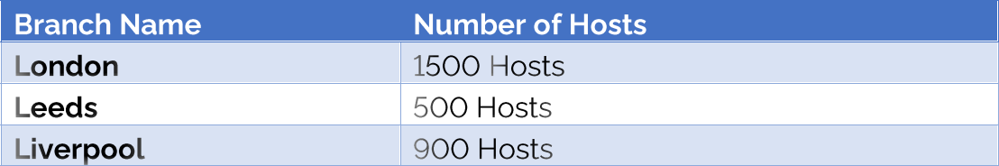 Branch Name Number of Hosts
London 1500 Hosts
Leeds 500 Hosts
Liverpool 900 Hosts